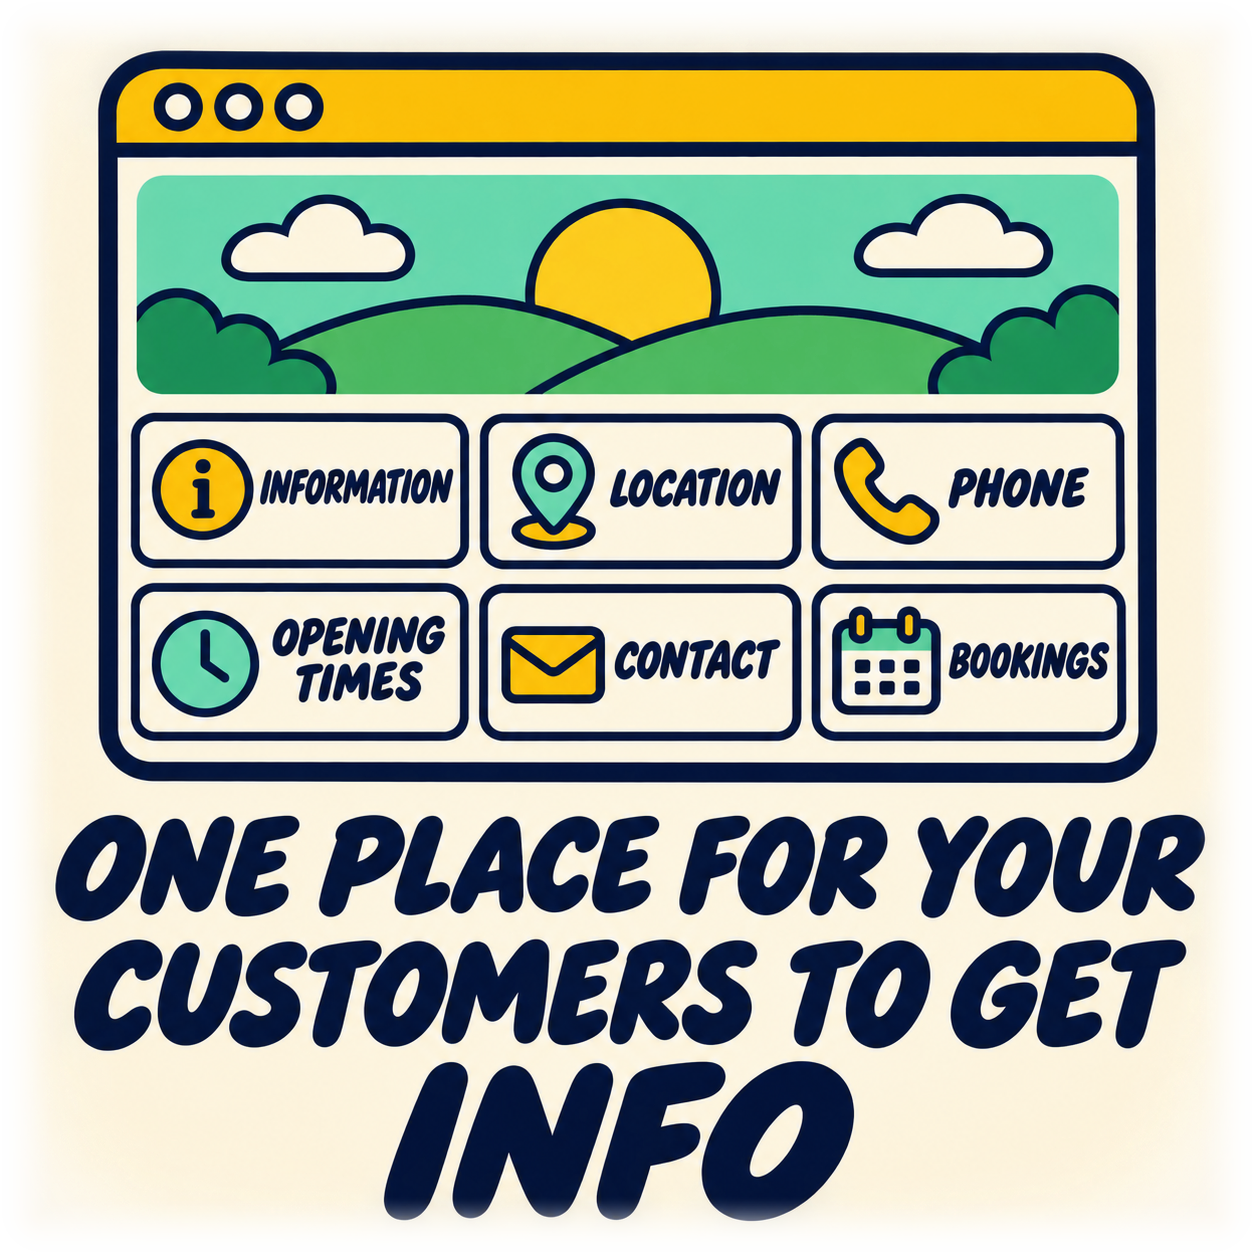 INFORMATION
LOCATION
PHONE
OPENING
TIMES
CONTACT
BOOKINGS
ONE PLACE FOR YOUR
CUSTOMERS TO GET
INFO